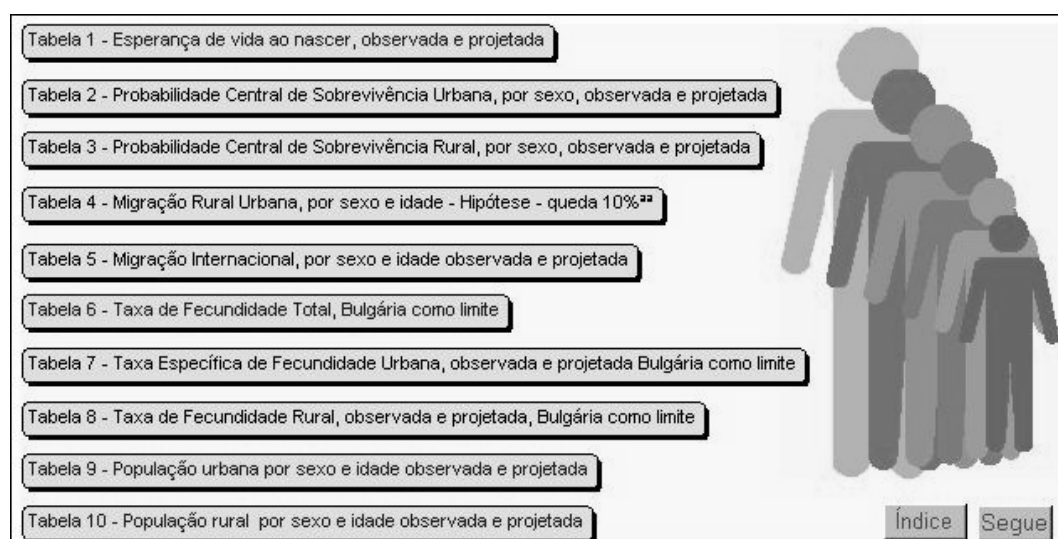 Tabela 1 - Esperança de vida ao nascer, observada e projetada
Tabela 2 - Probabilidade Central de Sobrevivência Urbana, por sexo, observada e projetada
Tabela 3 - Probabilidade Central de Sobrevivência Rural, por sexo, observada e projetada
Tabela 4 - Migração Rural Urbana, por sexo e idade - Hipótese - queda 10%ªª
Tabela 5 - Migração Internacional, por sexo e idade observada e projetada
Tabela 6 - Taxa de Fecundidade Total, Bulgária como limite
Tabela 7 - Taxa Específica de Fecundidade Urbana, observada e projetada Bulgária como limite
Tabela 8 - Taxa de Fecundidade Rural, observada e projetada, Bulgária como limite
Tabela 9 - População urbana por sexo e idade observada e projetada
Tabela 10 - População rural por sexo e idade observada e projetada
Índice
Segue